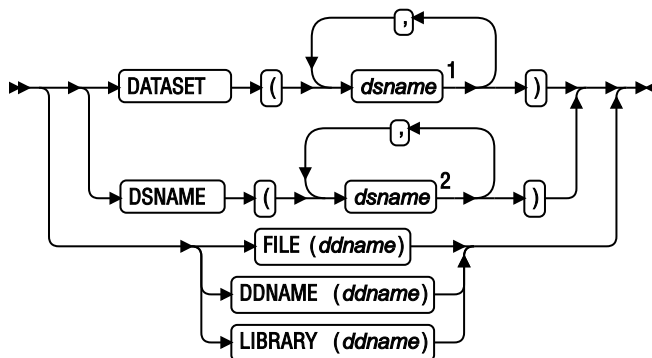 ,
DATASET ( dsname 1 )
,
DSNAME ( dsname 2 )
FILE (ddname)
DDNAME (ddname)
LIBRARY (ddname)